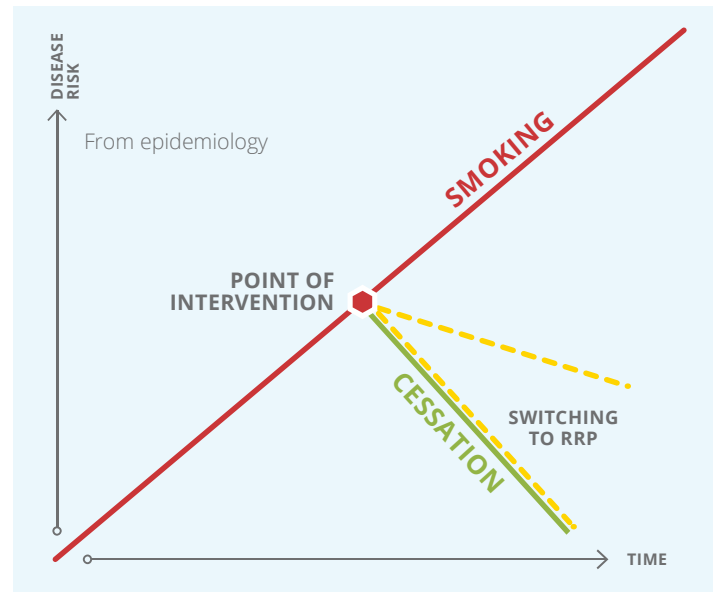 DISEASE
RISK
From epidemiology
SMOKING
POINT OF
INTERVENTION
CESSATION
SWITCHING
TO RRP
TIME